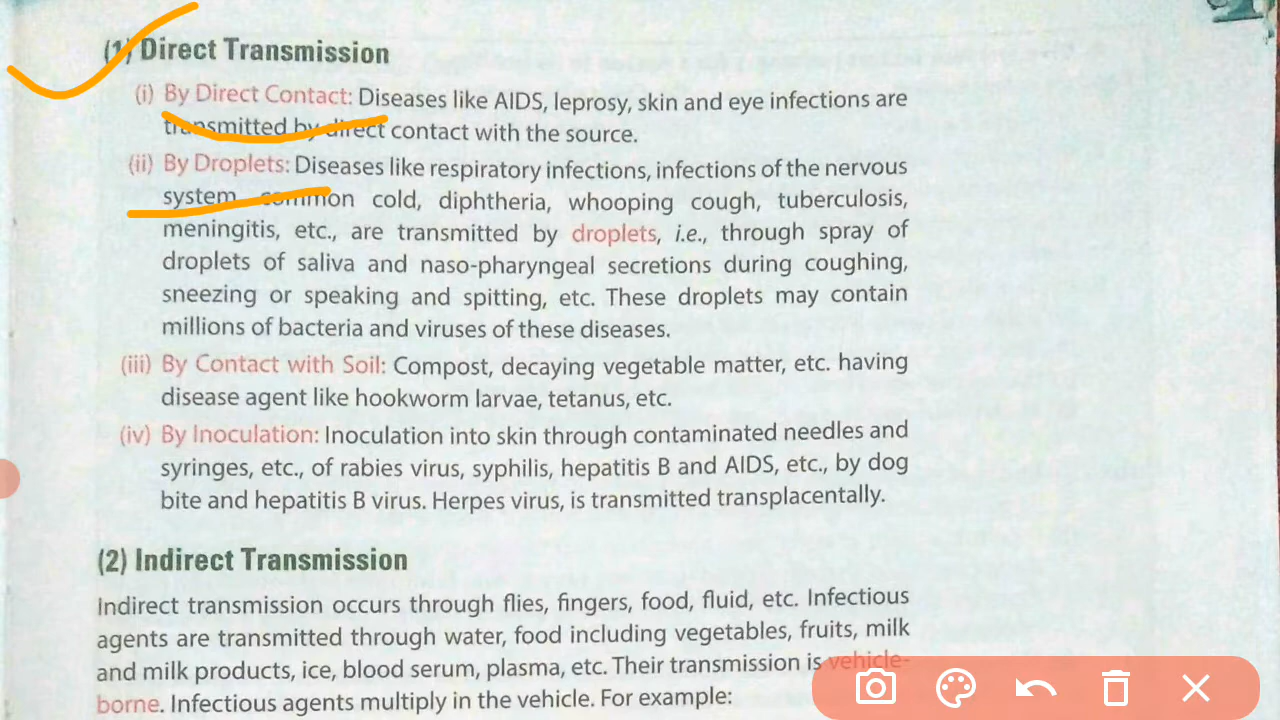 (1) Direct Transmission
(i) By Direct Contact: Diseases like AIDS, leprosy, skin and eye infections are
transmitted by direct contact with the source.
(ii) By Droplets: Diseases like respiratory infections, infections of the nervous
system common cold, diphtheria, whooping cough, tuberculosis,
meningitis, etc., are transmitted by droplets, i.e., through spray of
droplets of saliva and naso-pharyngeal secretions during coughing,
sneezing or speaking and spitting, etc. These droplets may contain
millions of bacteria and viruses of these diseases.
(iii) By Contact with Soil: Compost, decaying vegetable matter, etc. having
disease agent like hookworm larvae, tetanus, etc.
(iv) By Inoculation: Inoculation into skin through contaminated needles and
syringes, etc., of rabies virus, syphilis, hepatitis B and AIDS, etc., by dog
bite and hepatitis B virus. Herpes virus, is transmitted transplacentally.
(2) Indirect Transmission
Indirect transmission occurs through flies, fingers, food, fluid, etc. Infectious
agents are transmitted through water, food including vegetables, fruits, milk
and milk products, ice, blood serum, plasma, etc. Their transmission is vehicle-
borne. Infectious agents multiply in the vehicle. For example: